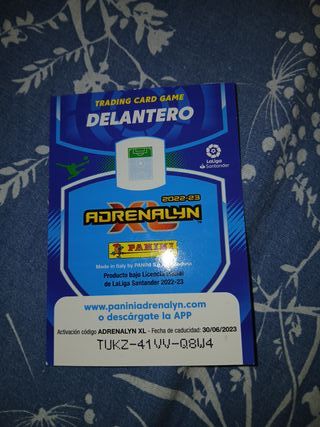 TRADING CARD GAME
DELANTERO
LaLiga
Santander
2022-23
ADRENALYN
XL
PANINI
Made in Italy by PANINI S.p.A.
Producto bajo Licencia Oficial
de LaLiga Santander 2022-23
www.paniniadrenalyn.com
o descárgate la APP
Activación código ADRENALYN XL - Fecha de caducidad: 30/06/2023
TUKZ-41VV-Q8W4